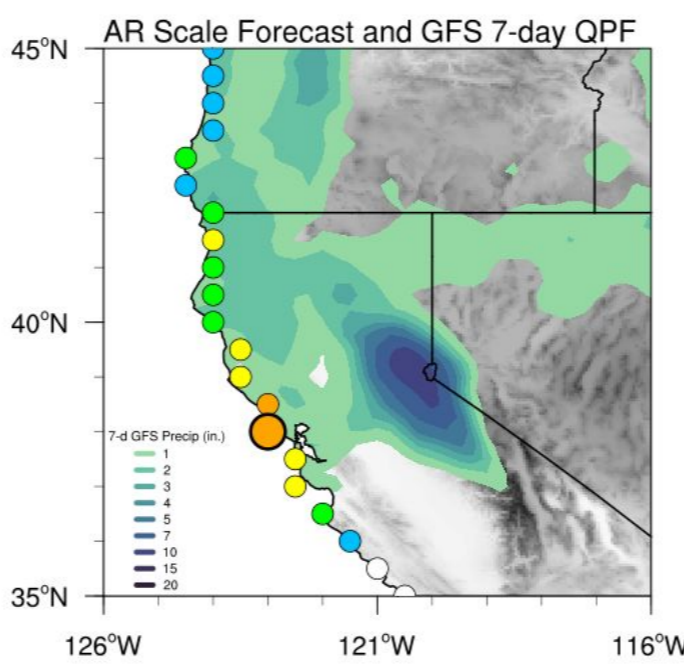 AR Scale Forecast and GFS 7-day QPF
45°N
40°N
7-d GFS Precip (in.)
1
2
3
4
5
7
10
15
20
35°N
126°W
121°W
116°W